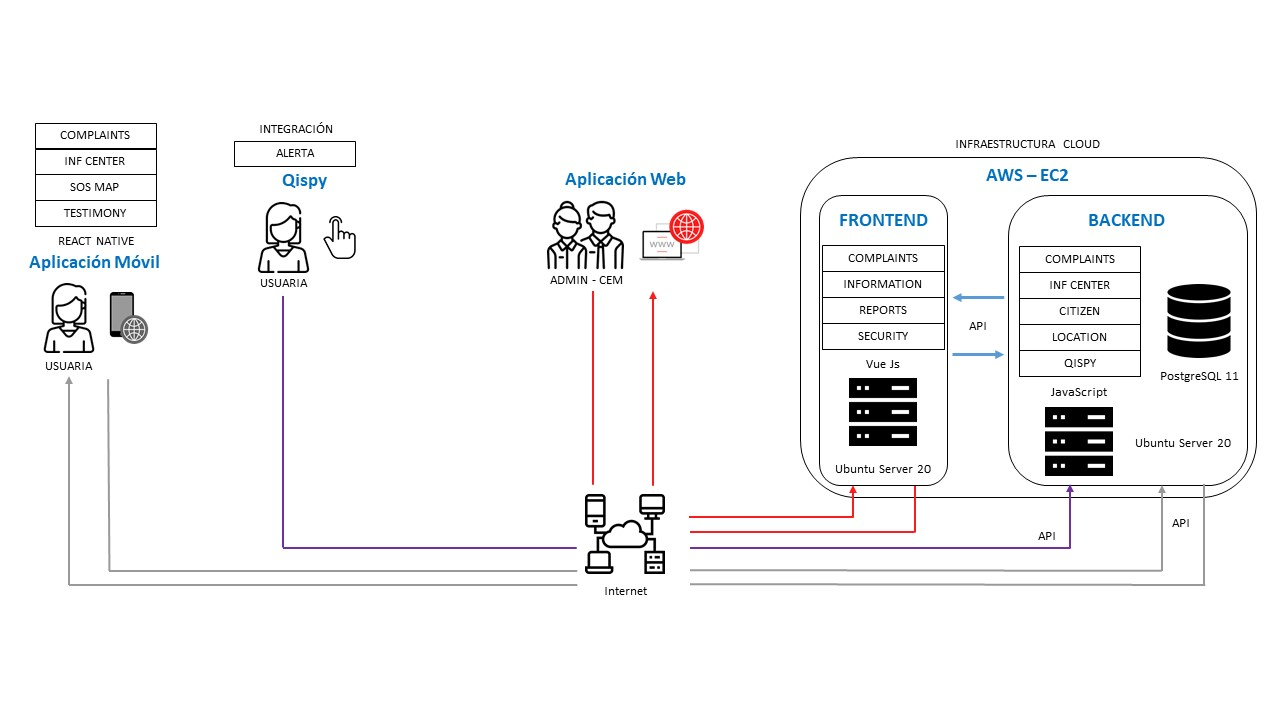 COMPLAINTS
INF CENTER
SOS MAP
TESTIMONY
REACT NATIVE
Aplicación Móvil
USUARIA
INTEGRACIÓN
ALERTA
Qispy
USUARIA
Aplicación Web
www
ADMIN - CEM
Internet
INFRAESTRUCTURA CLOUD
AWS – EC2
FRONTEND
COMPLAINTS
INFORMATION
REPORTS
SECURITY
Vue Js
Ubuntu Server 20
API
BACKEND
COMPLAINTS
INF CENTER
CITIZEN
LOCATION
QISPY
JavaScript
PostgreSQL 11
Ubuntu Server 20
API
API